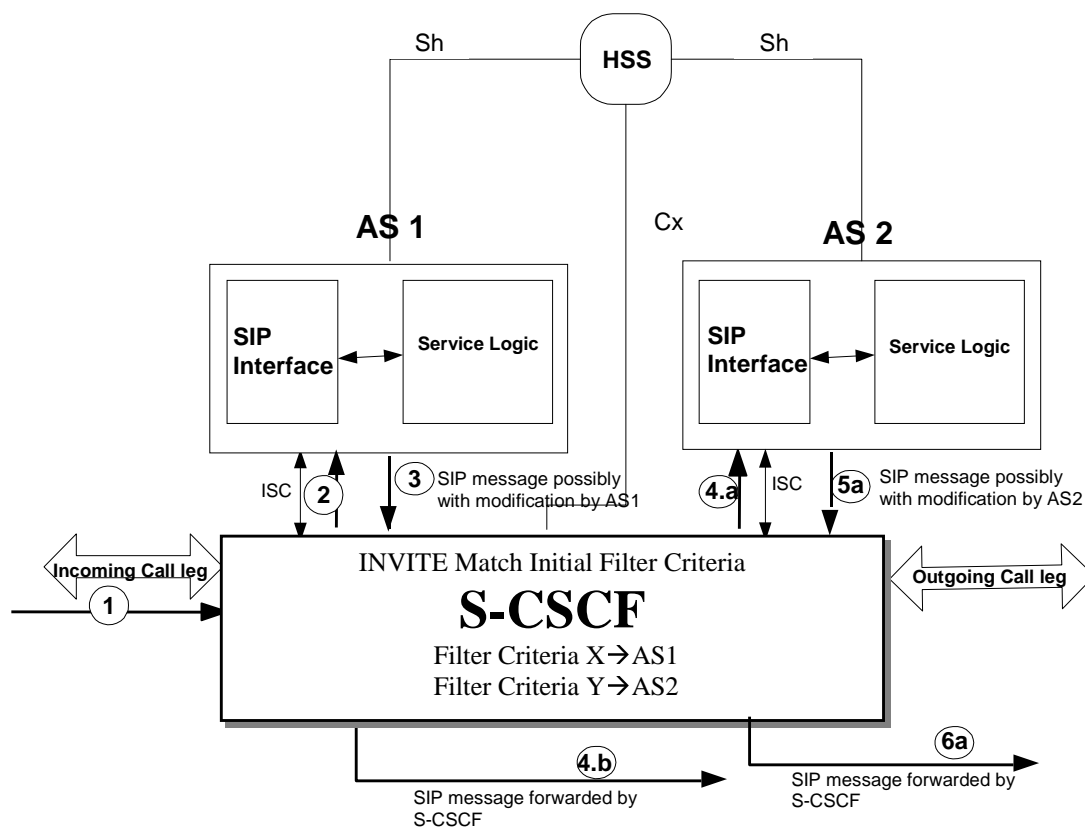 Sh
Sh
HSS
Cx
AS 1
AS 2
SIP
Interface
Service Logic
SIP
Interface
Service Logic
ISC
2
3
SIP message possibly
with modification by AS1
4.a
ISC
5a
SIP message possibly
with modification by AS2
Incoming Call leg
1
INVITE Match Initial Filter Criteria
S-CSCF
Filter Criteria X→AS1
Filter Criteria Y→AS2
Outgoing Call leg
4.b
SIP message forwarded by
S-CSCF
6a
SIP message forwarded by
S-CSCF